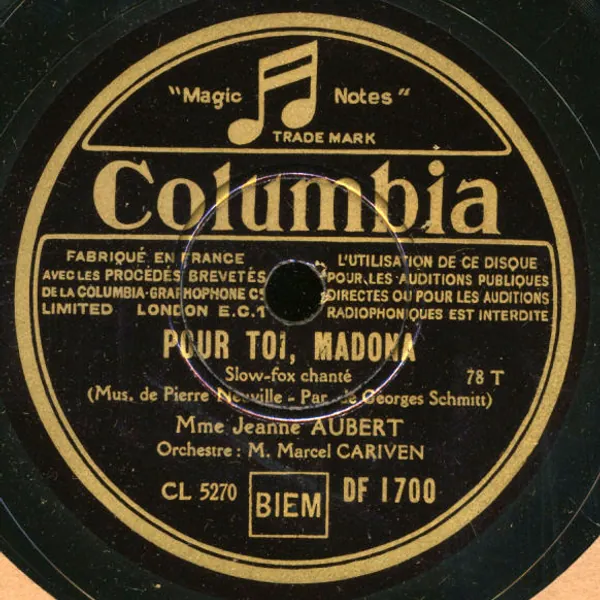 "Magic Notes"
TRADE MARK
Columbia
FABRIQUÉ EN FRANCE
AVEC LES PROCÉDÉS BREVETÉS
DE LA COLUMBIA-GRAPHOPHONE Cº
LIMITED LONDON E.C.1
L'UTILISATION DE CE DISQUE
POUR LES AUDITIONS PUBLIQUES
DIRECTES OU POUR LES AUDITIONS
RADIOPHONIQUES EST INTERDITE
POUR TOI, MADONA
Slow-fox chanté 78 T
(Mus. de Pierre Neuville - Par. de Georges Schmitt)
Mme Jeanne AUBERT
Orchestre : M. Marcel CARIVEN
CL 5270 BIEM DF 1700